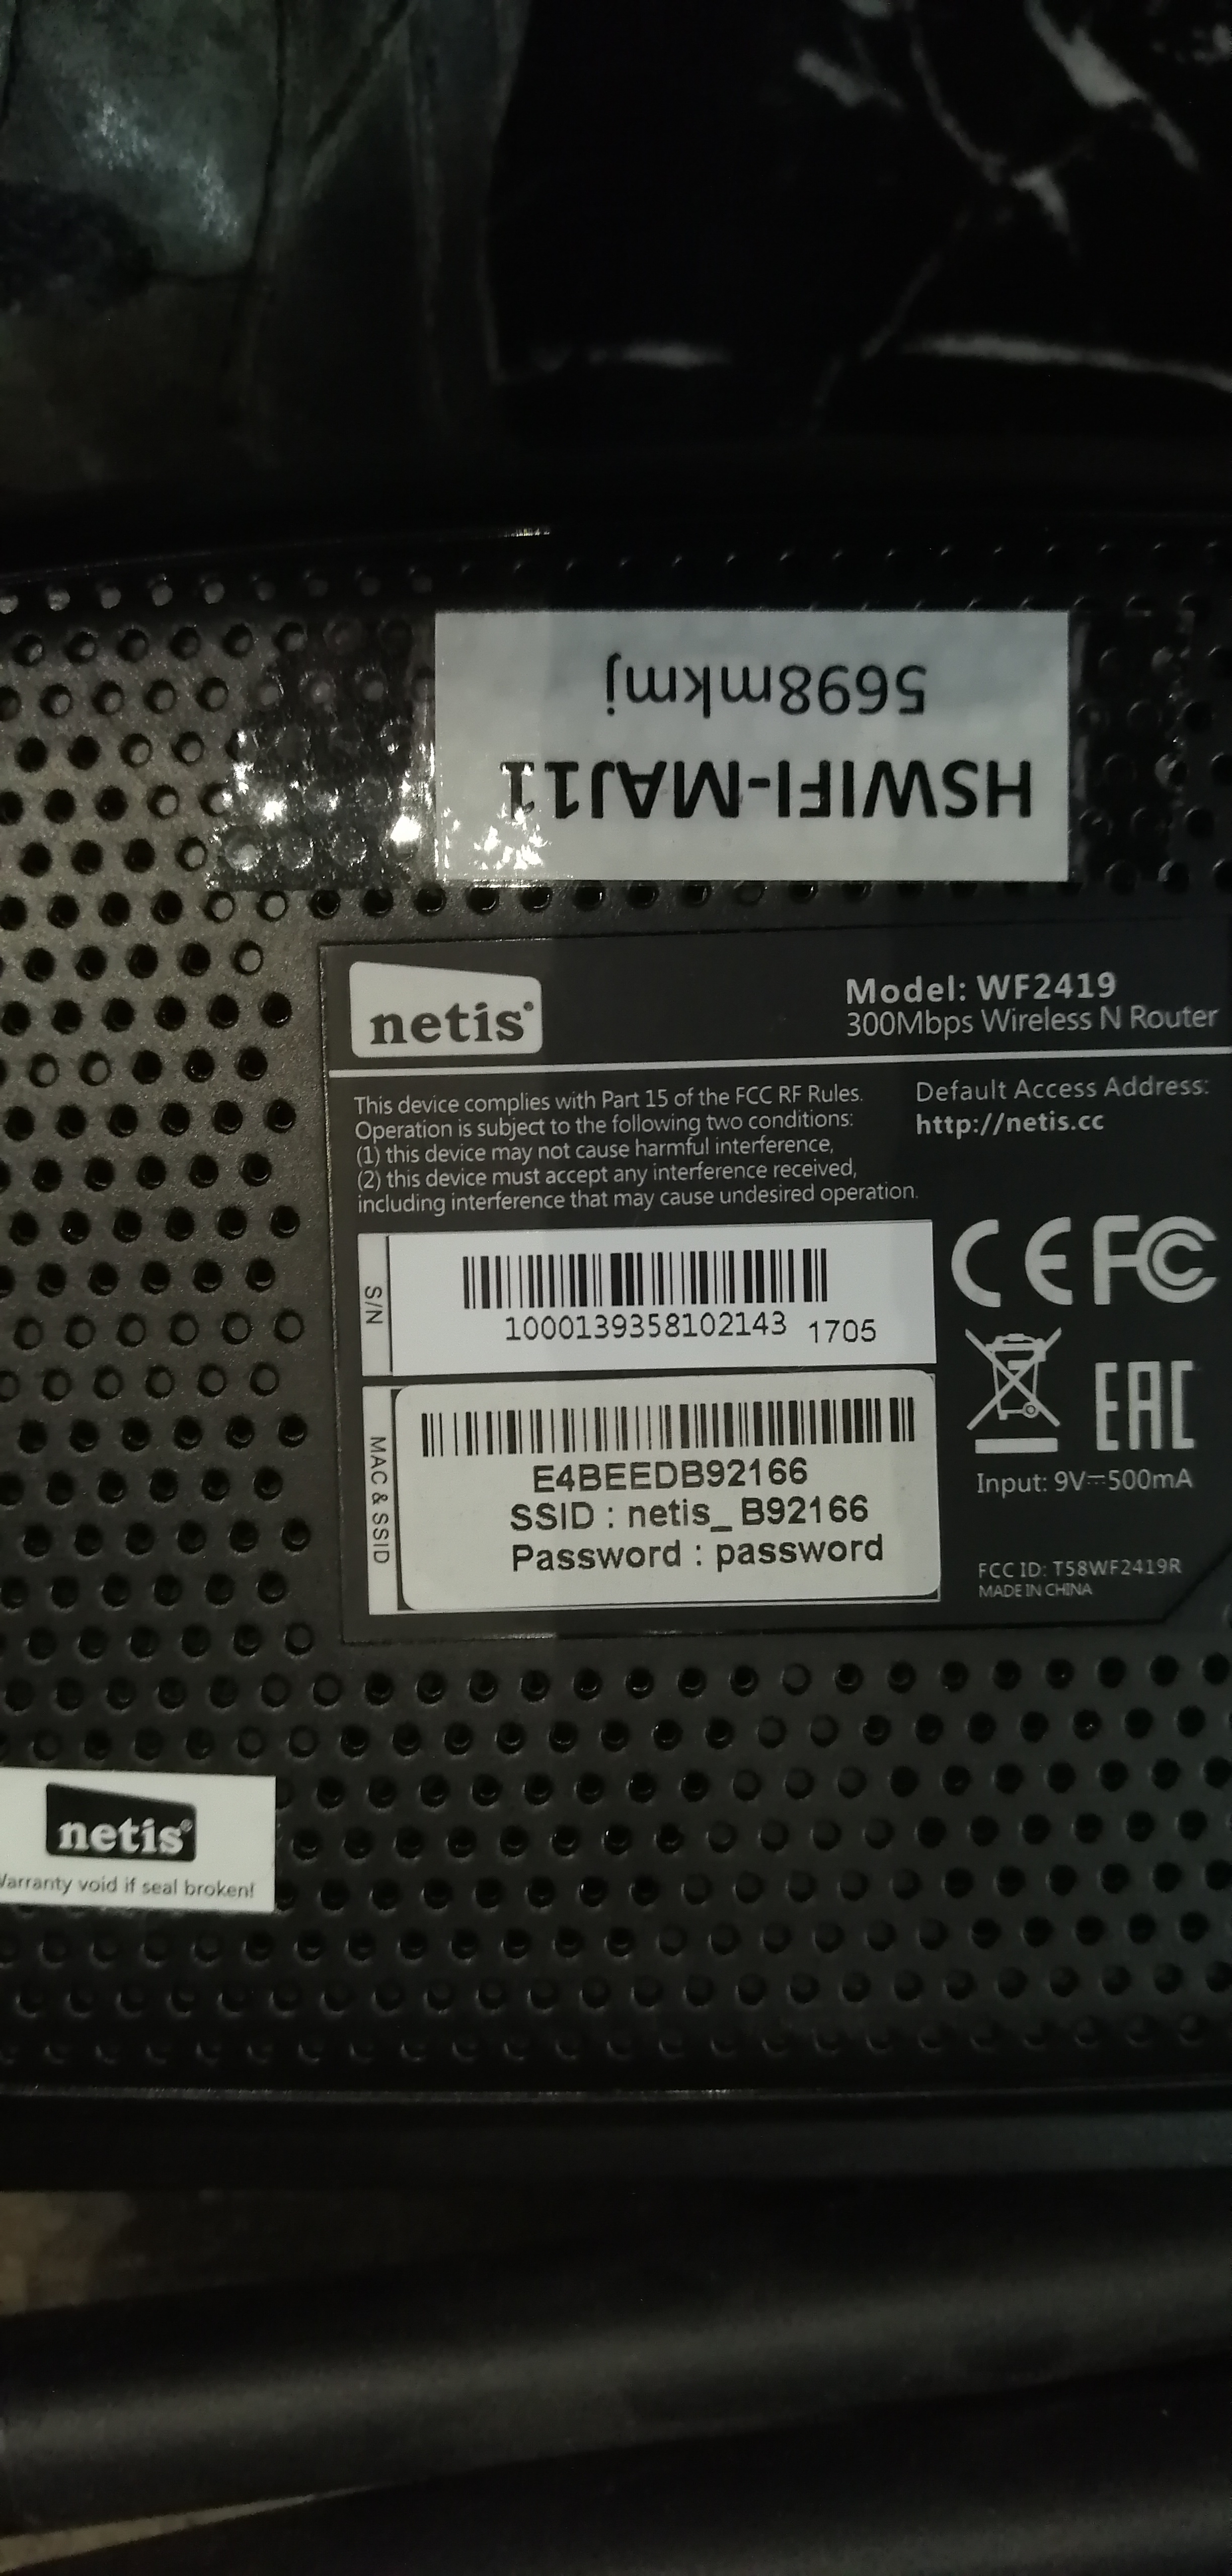 HSWIFI-MAJ11
5698mkmj
netis®
Model: WF2419
300Mbps Wireless N Router
This device complies with Part 15 of the FCC RF Rules.
Operation is subject to the following two conditions:
(1) this device may not cause harmful interference,
(2) this device must accept any interference received,
including interference that may cause undesired operation.
Default Access Address:
http://netis.cc
S/N
1000139358102143 1705
CE FC
EAC
MAC & SSID
E4BEEDB92166
SSID : netis_B92166
Password : password
Input: 9V⎓500mA
FCC ID: T58WF2419R
MADE IN CHINA
netis®
Warranty void if seal broken!